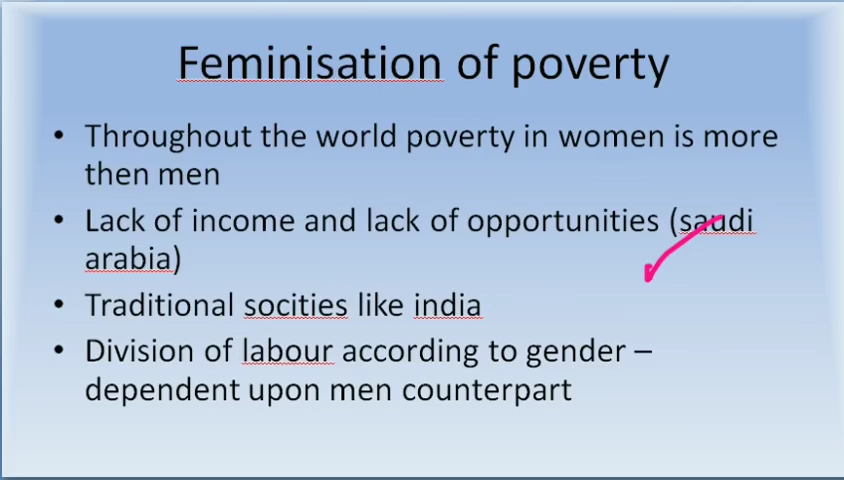 Feminisation of poverty
• Throughout the world poverty in women is more
then men
• Lack of income and lack of opportunities (saudi
arabia)
• Traditional socities like india
• Division of labour according to gender –
dependent upon men counterpart